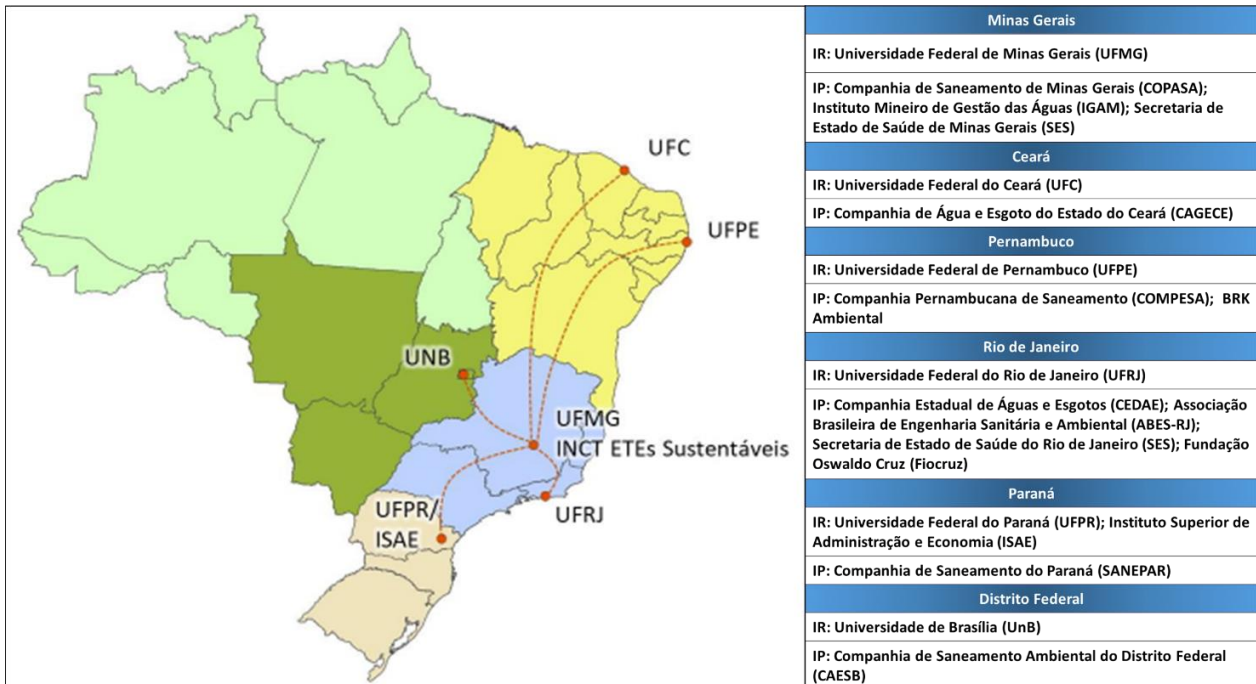 UFC
UFPE
UNB
UFMG
INCT ETEs Sustentáveis
UFPR/
ISAE
UFRJ
Minas Gerais
IR: Universidade Federal de Minas Gerais (UFMG)
IP: Companhia de Saneamento de Minas Gerais (COPASA);
Instituto Mineiro de Gestão das Águas (IGAM); Secretaria de
Estado de Saúde de Minas Gerais (SES)
Ceará
IR: Universidade Federal do Ceará (UFC)
IP: Companhia de Água e Esgoto do Estado do Ceará (CAGECE)
Pernambuco
IR: Universidade Federal de Pernambuco (UFPE)
IP: Companhia Pernambucana de Saneamento (COMPESA); BRK
Ambiental
Rio de Janeiro
IR: Universidade Federal do Rio de Janeiro (UFRJ)
IP: Companhia Estadual de Águas e Esgotos (CEDAE); Associação
Brasileira de Engenharia Sanitária e Ambiental (ABES-RJ);
Secretaria de Estado de Saúde do Rio de Janeiro (SES); Fundação
Oswaldo Cruz (Fiocruz)
Paraná
IR: Universidade Federal do Paraná (UFPR); Instituto Superior de
Administração e Economia (ISAE)
IP: Companhia de Saneamento do Paraná (SANEPAR)
Distrito Federal
IR: Universidade de Brasília (UnB)
IP: Companhia de Saneamento Ambiental do Distrito Federal
(CAESB)